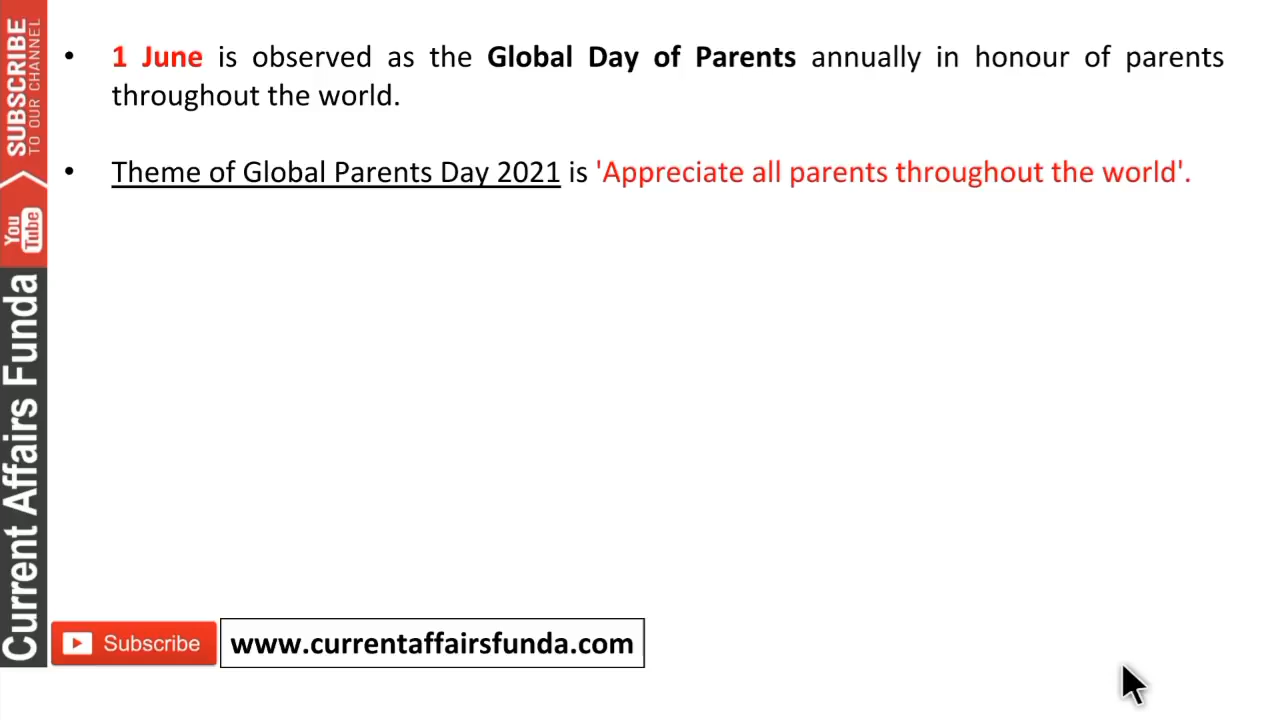 • 1 June is observed as the Global Day of Parents annually in honour of parents
throughout the world.
• Theme of Global Parents Day 2021 is 'Appreciate all parents throughout the world'.
SUBSCRIBE
TO OUR CHANNEL
You
Tube
Current Affairs Funda
Subscribe
www.currentaffairsfunda.com